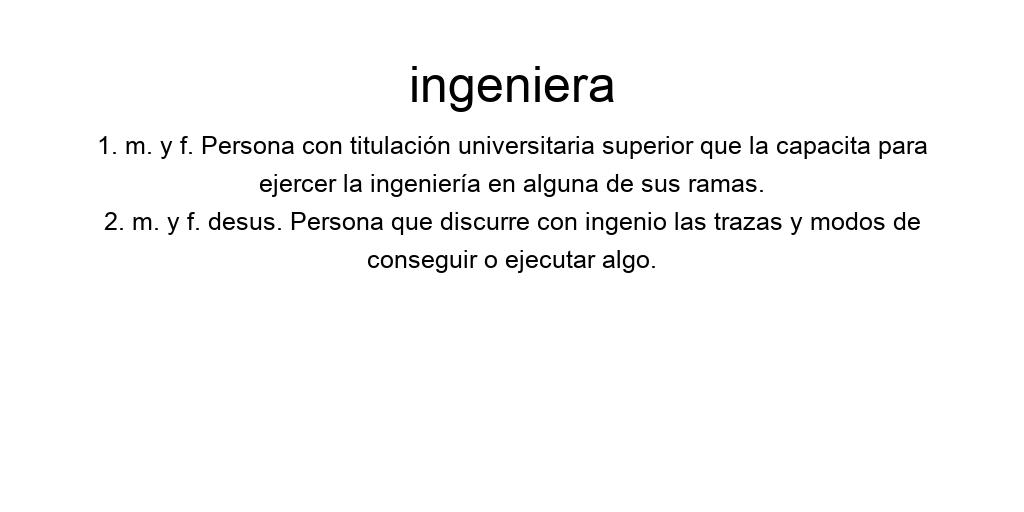 ingeniera
1. m. y f. Persona con titulación universitaria superior que la capacita para
ejercer la ingeniería en alguna de sus ramas.
2. m. y f. desus. Persona que discurre con ingenio las trazas y modos de
conseguir o ejecutar algo.